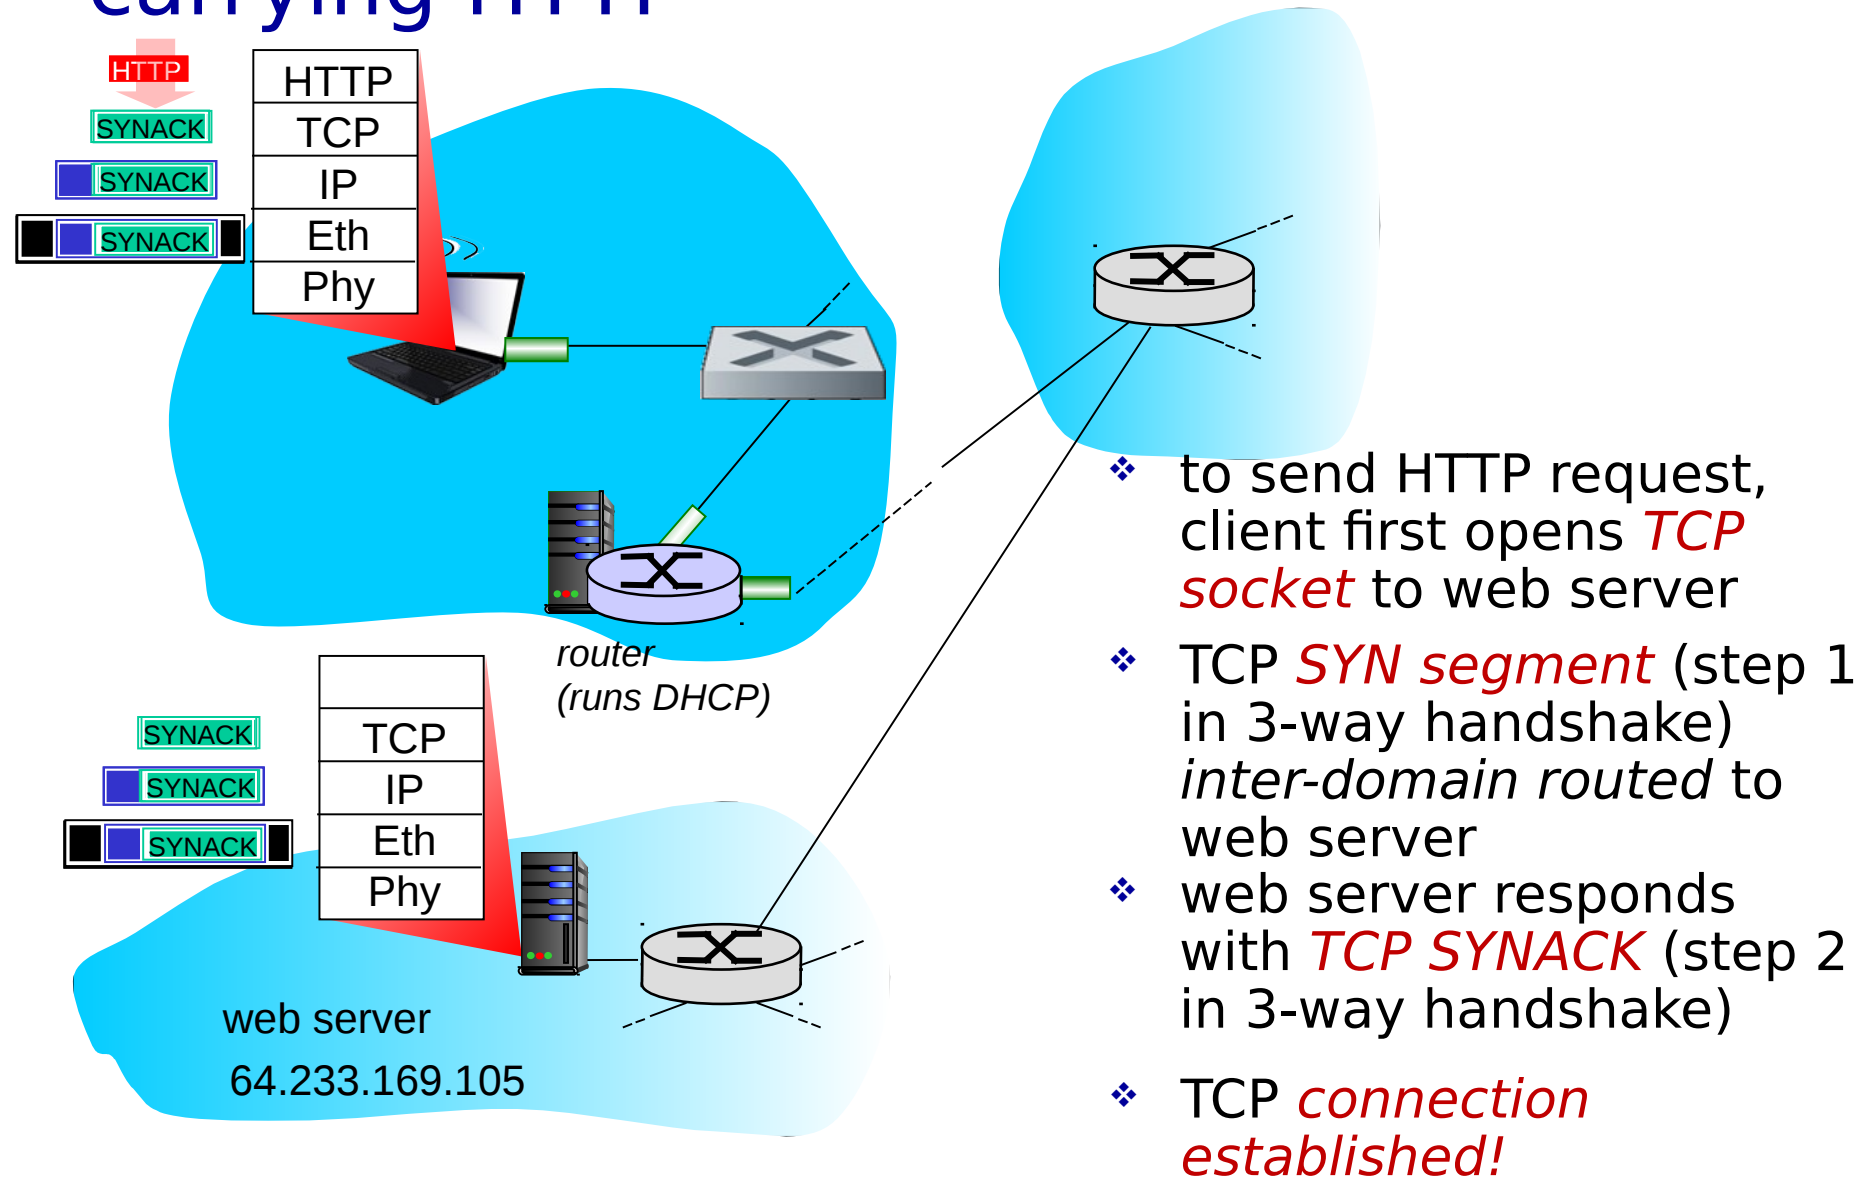 carrying HTTP
HTTP
SYNACK
SYNACK
SYNACK
HTTP
TCP
IP
Eth
Phy
router
(runs DHCP)
SYNACK
SYNACK
SYNACK
TCP
IP
Eth
Phy
web server
64.233.169.105
to send HTTP request,
client first opens TCP
socket to web server
TCP SYN segment (step 1
in 3-way handshake)
inter-domain routed to
web server
web server responds
with TCP SYNACK (step 2
in 3-way handshake)
TCP connection
established!